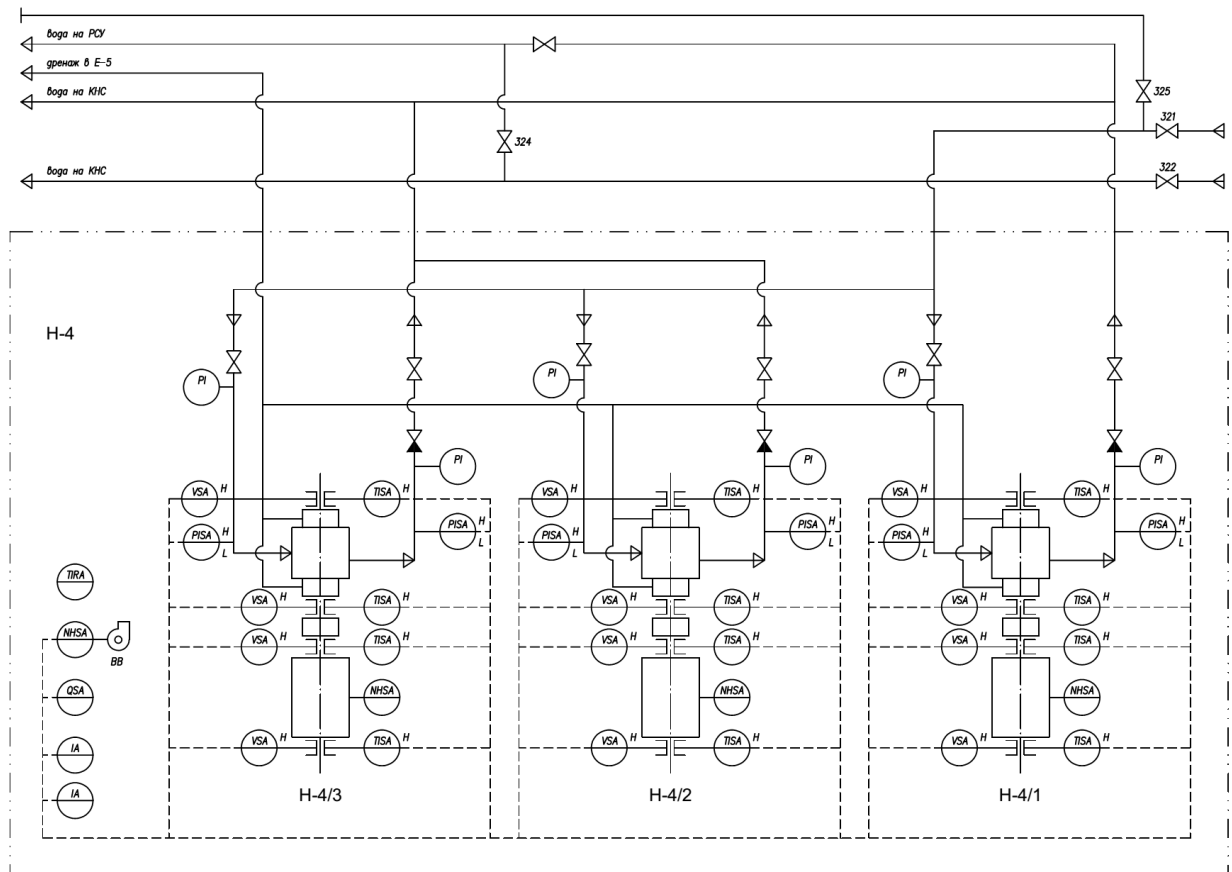 вода на РСУ
дренаж в Е-5
вода на КНС
325
321
324
вода на КНС
322
Н-4
PI
PI
PI
PI
PI
PI
VSA H
TISA H
VSA H
TISA H
VSA H
TISA H
PISA H L
PISA H L
PISA H L
PISA H L
PISA H L
PISA H L
TIRA
VSA H
TISA H
VSA H
TISA H
VSA H
TISA H
NHSA
ВВ
VSA H
TISA H
VSA H
TISA H
VSA H
TISA H
QSA
NHSA
NHSA
NHSA
IA
VSA H
TISA H
VSA H
TISA H
VSA H
TISA H
IA
Н-4/3
Н-4/2
Н-4/1